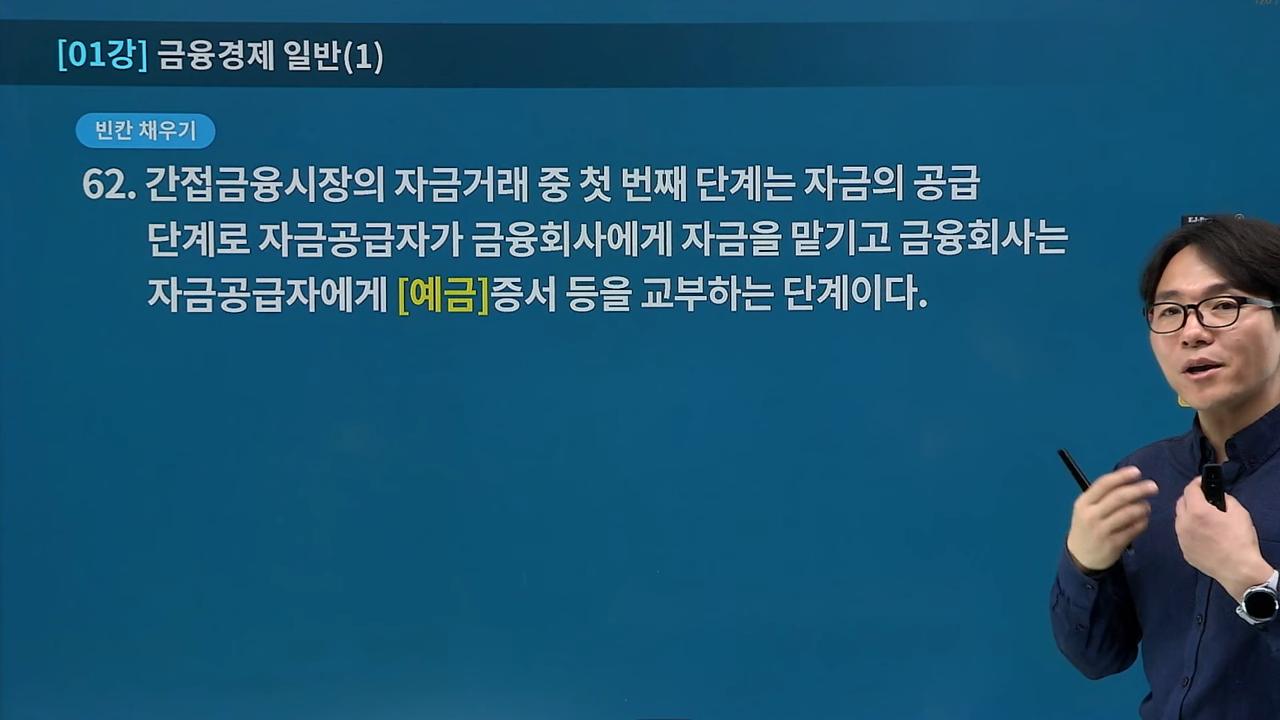 [01강] 금융경제 일반(1)
빈칸 채우기
62. 간접금융시장의 자금거래 중 첫 번째 단계는 자금의 공급
단계로 자금공급자가 금융회사에게 자금을 맡기고 금융회사는
자금공급자에게 [예금]증서 등을 교부하는 단계이다.